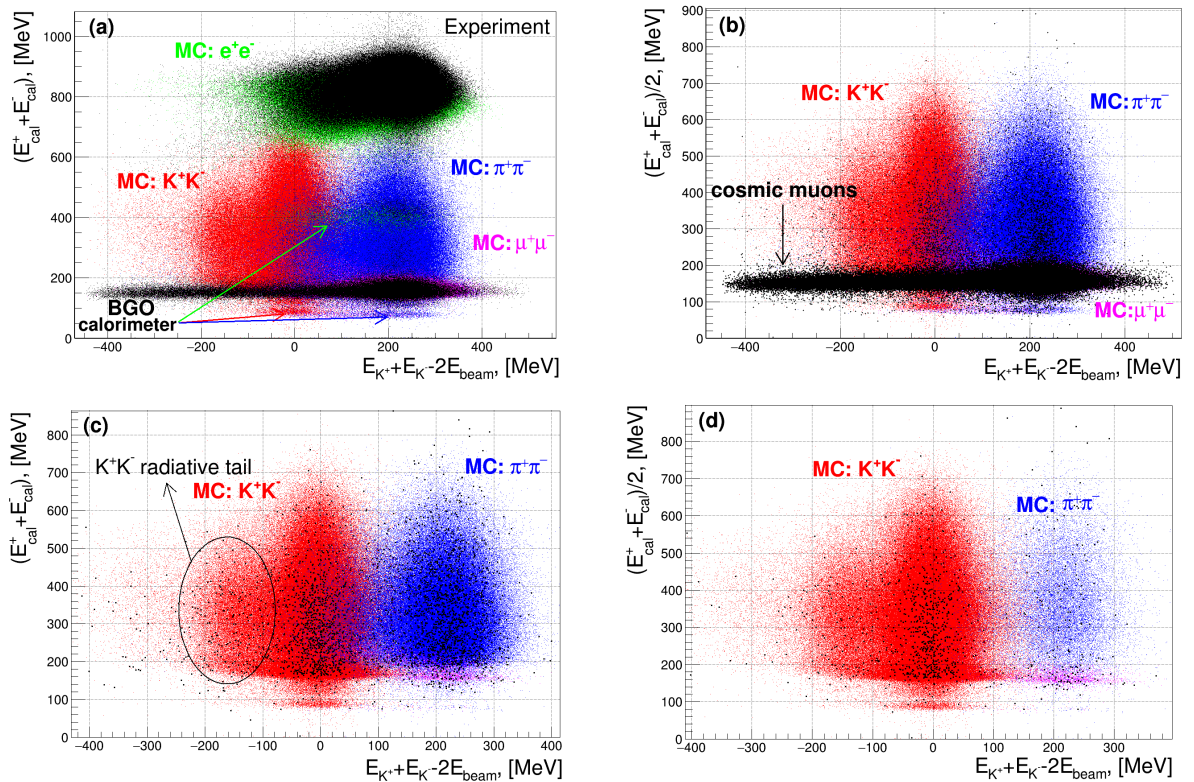 (a)
Experiment
MC: e⁺e⁻
MC: K⁺K⁻
MC: π⁺π⁻
MC: μ⁺μ⁻
BGO
calorimeter
(E⁺cal + E⁻cal), [MeV]
0
200
400
600
800
1000
−400
−200
0
200
400
E_K⁺+E_K⁻-2E_beam, [MeV]
(b)
MC: K⁺K⁻
MC: π⁺π⁻
cosmic muons
MC: μ⁺μ⁻
(E⁺cal+E⁻cal)/2, [MeV]
0
100
200
300
400
500
600
700
800
900
−400
−200
0
200
400
E_K⁺+E_K⁻-2E_beam, [MeV]
(c)
K⁺K⁻ radiative tail
MC: K⁺K⁻
MC: π⁺π⁻
(E⁺cal+E⁻cal), [MeV]
0
100
200
300
400
500
600
700
800
−400
−300
−200
−100
0
100
200
300
400
E_K⁺+E_K⁻-2E_beam, [MeV]
(d)
MC: K⁺K⁻
MC: π⁺π⁻
(E⁺cal+E⁻cal)/2, [MeV]
0
100
200
300
400
500
600
700
800
−400
−300
−200
−100
0
100
200
300
E_K⁺+E_K⁻-2E_beam, [MeV]